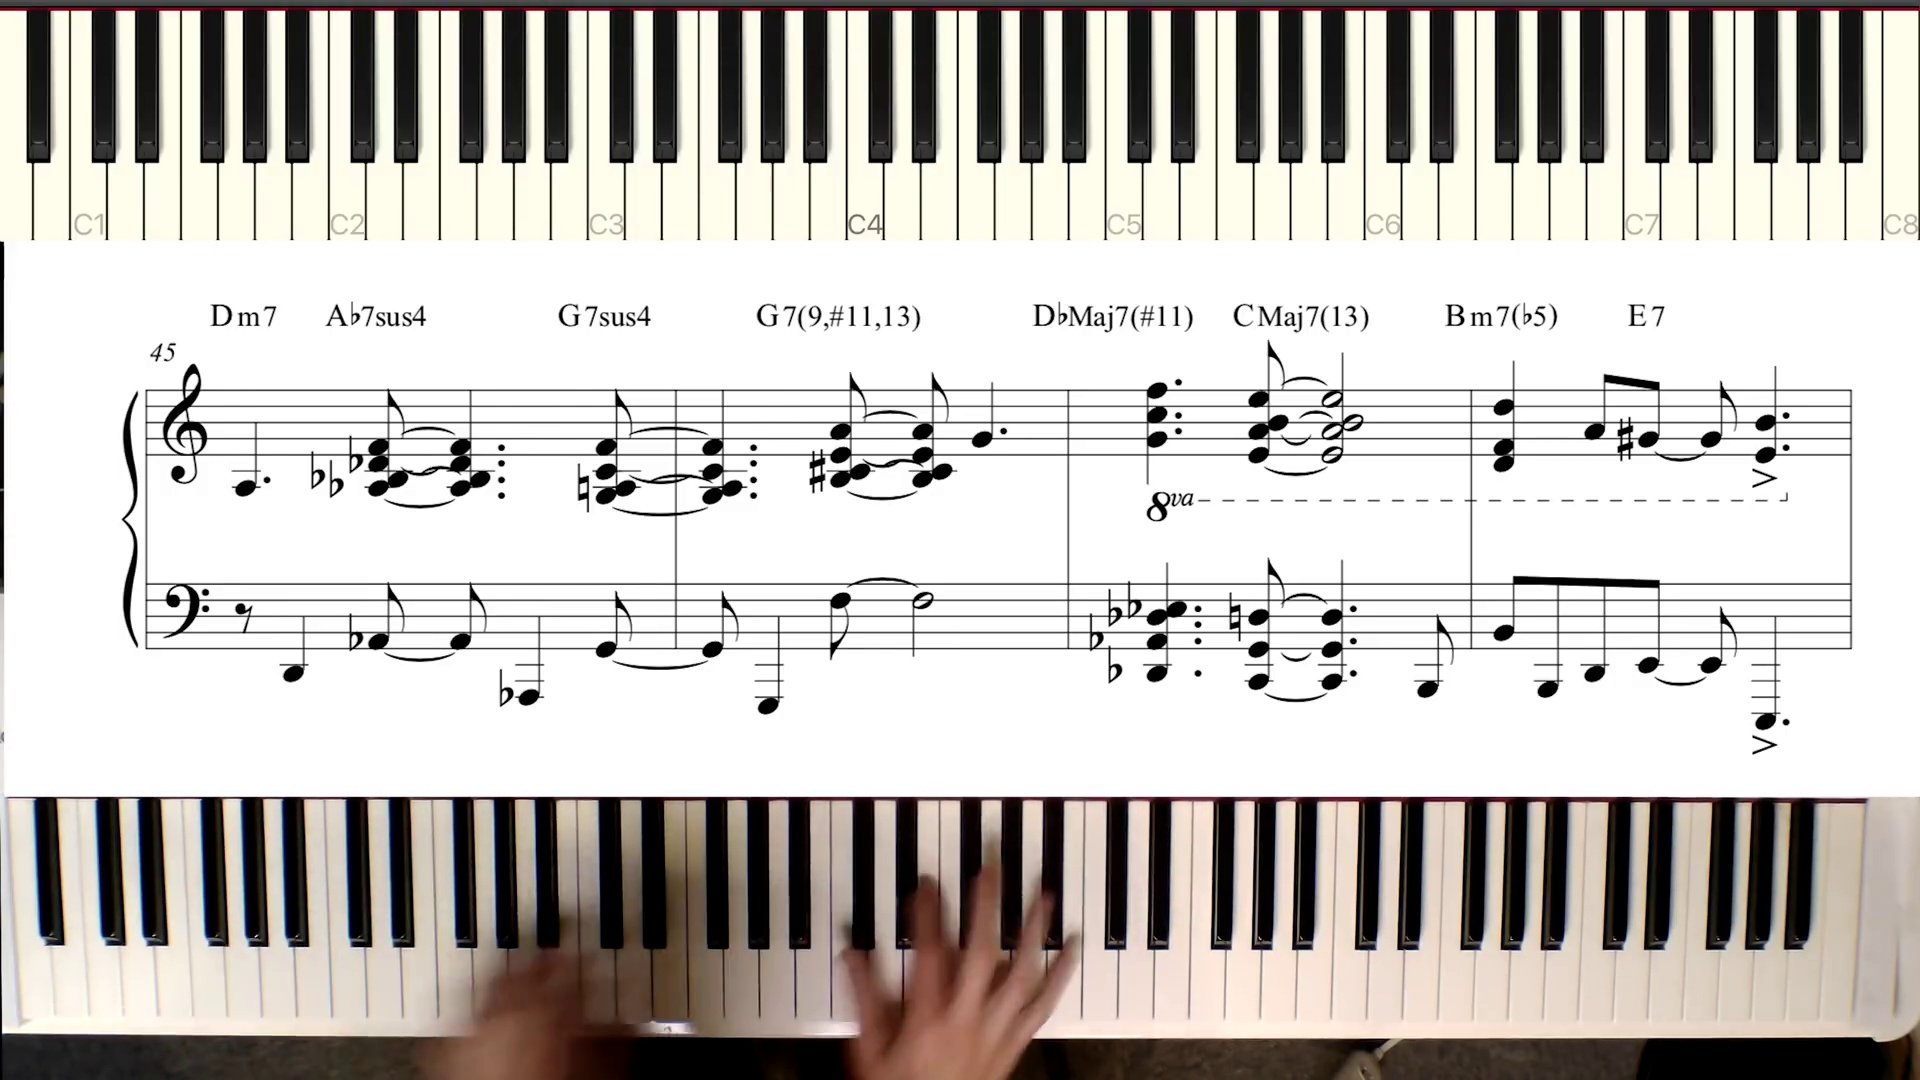 C1 C2 C3 C4 C5 C6 C7 C8
Dm7 A♭7sus4 G7sus4 G7(9,#11,13) D♭Maj7(#11) CMaj7(13) Bm7(♭5) E7
45
8va